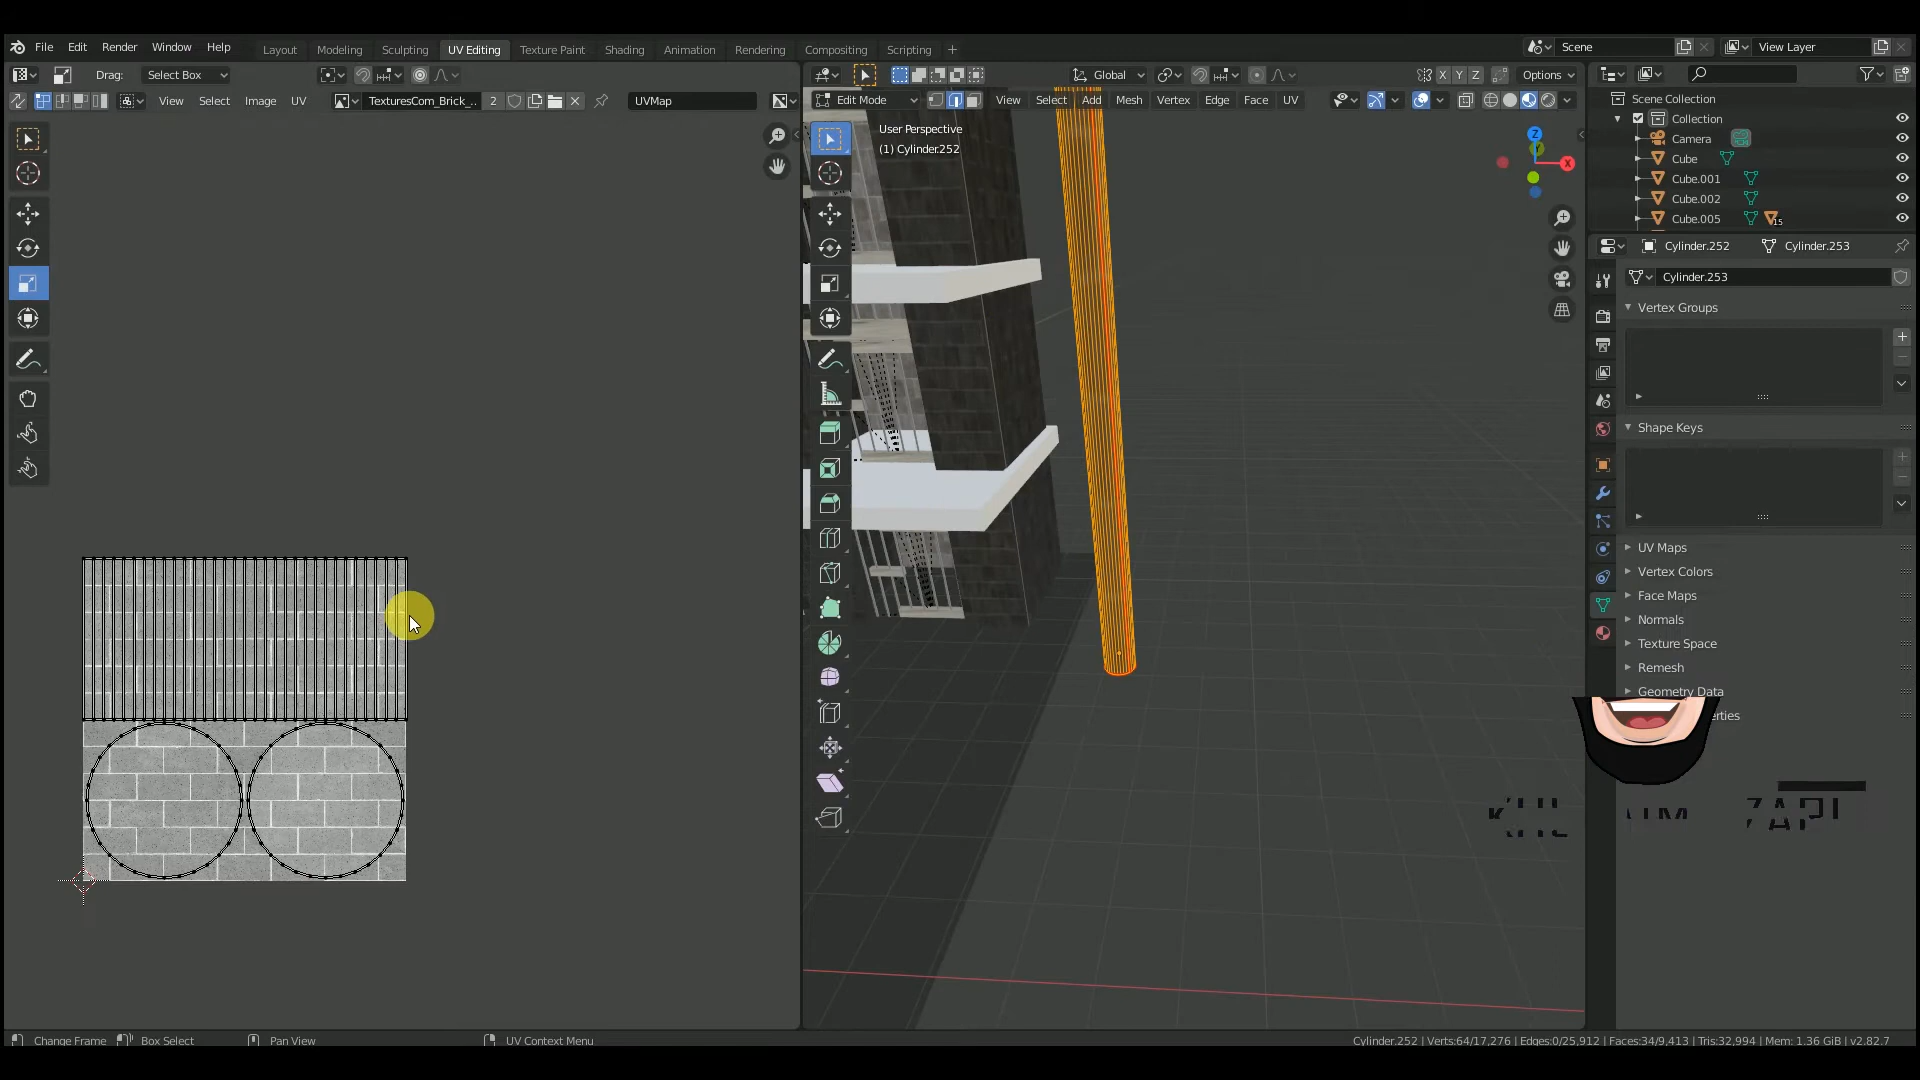 File Edit Render Window Help Layout Modeling Sculpting UV Editing Texture Paint Shading Animation Rendering Compositing Scripting + Scene View Layer
Drag: Select Box Global X Y Z Options
View Select Image UV TexturesCom_Brick_.. 2 UVMap Edit Mode View Select Add Mesh Vertex Edge Face UV
User Perspective
(1) Cylinder.252
Z
X
Scene Collection
Collection
Camera
Cube
Cube.001
Cube.002
Cube.005 15
Cylinder.252 Cylinder.253
Cylinder.253
Vertex Groups
Shape Keys
UV Maps
Vertex Colors
Face Maps
Normals
Texture Space
Remesh
Geometry Data
Change Frame Box Select Pan View UV Context Menu Cylinder.252 | Verts:64/17,276 | Edges:0/25,912 | Faces:34/9,413 | Tris:32,994 | Mem: 1.36 GiB | v2.82.7